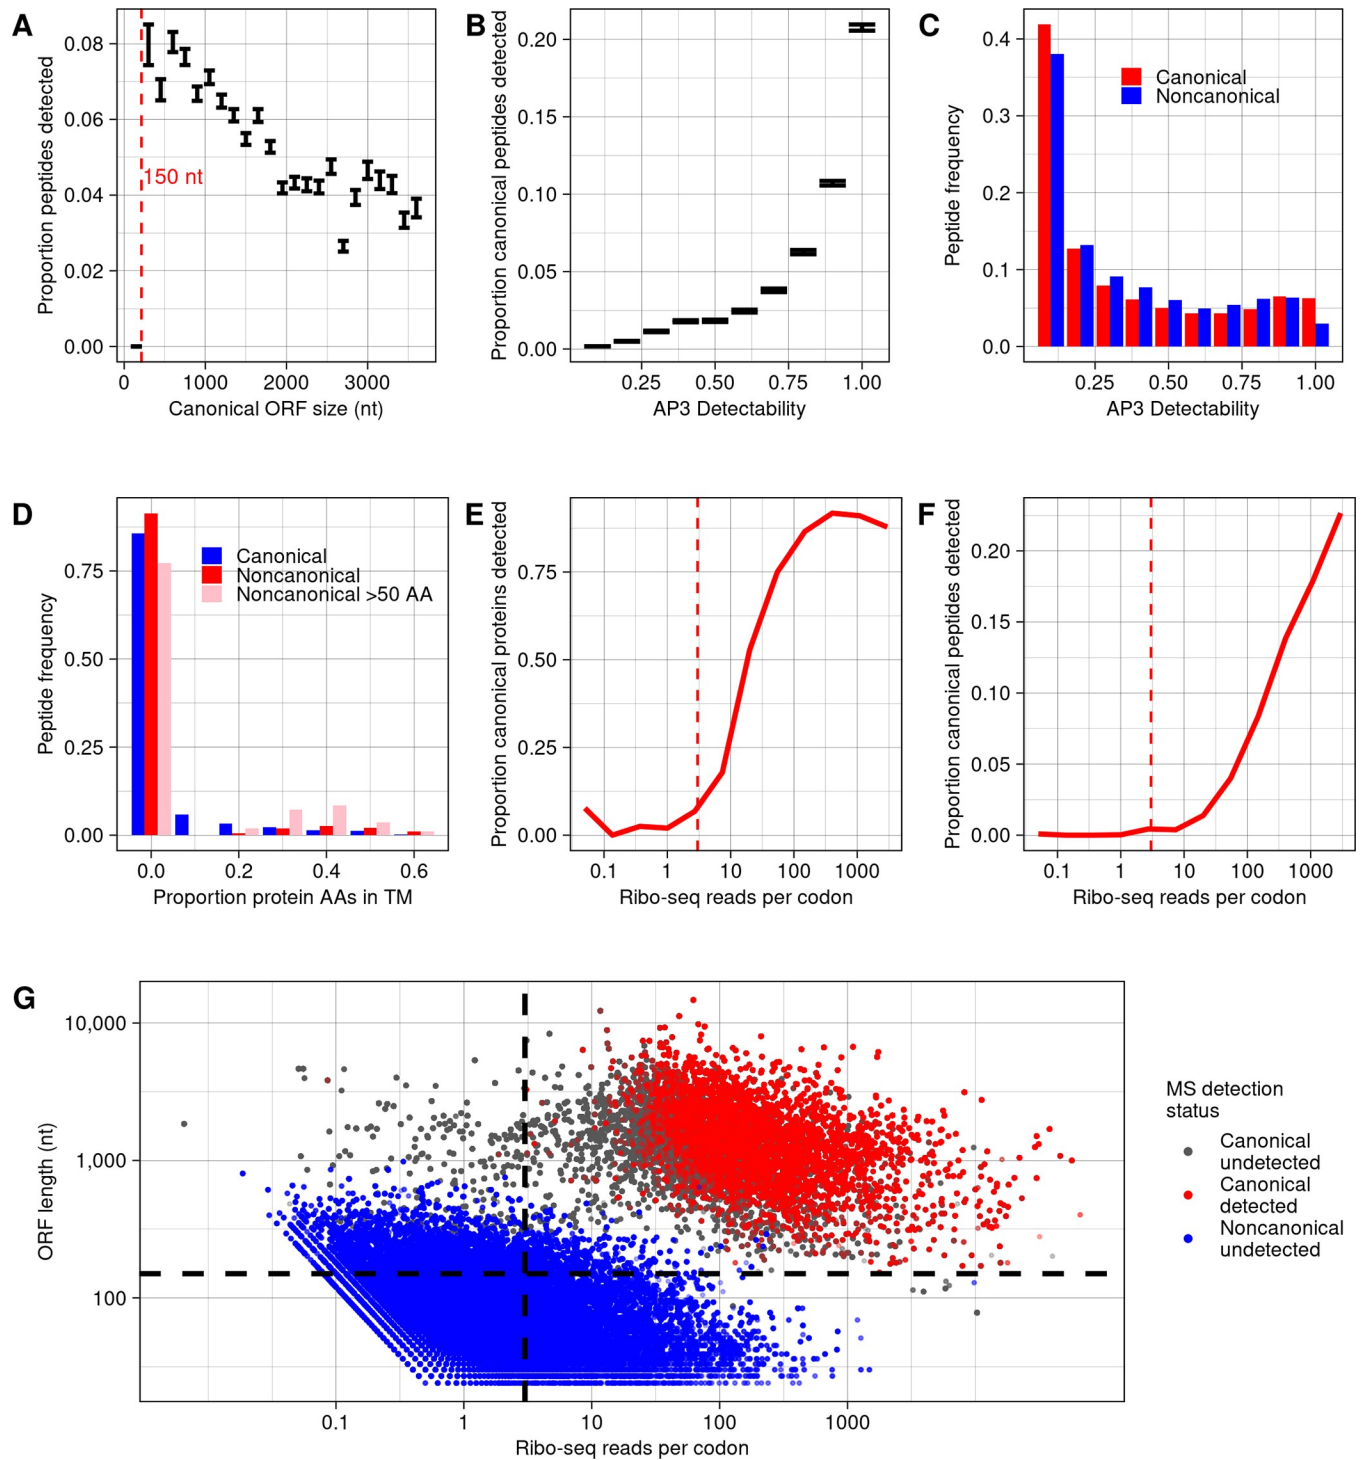 A
Proportion peptides detected
0.08
0.06
0.04
0.02
0.00
150 nt
0
1000
2000
3000
Canonical ORF size (nt)
B
Proportion canonical peptides detected
0.20
0.15
0.10
0.05
0.00
0.25
0.50
0.75
1.00
AP3 Detectability
C
Peptide frequency
0.4
0.3
0.2
0.1
0.0
Canonical
Noncanonical
0.25
0.50
0.75
1.00
AP3 Detectability
D
Peptide frequency
0.75
0.50
0.25
0.00
Canonical
Noncanonical
Noncanonical >50 AA
0.0
0.2
0.4
0.6
Proportion protein AAs in TM
E
Proportion canonical proteins detected
0.75
0.50
0.25
0.00
0.1
1
10
100
1000
Ribo-seq reads per codon
F
Proportion canonical peptides detected
0.20
0.15
0.10
0.05
0.00
0.1
1
10
100
1000
Ribo-seq reads per codon
G
ORF length (nt)
10,000
1,000
100
0.1
1
10
100
1000
Ribo-seq reads per codon
MS detection
status
Canonical
undetected
Canonical
detected
Noncanonical
undetected